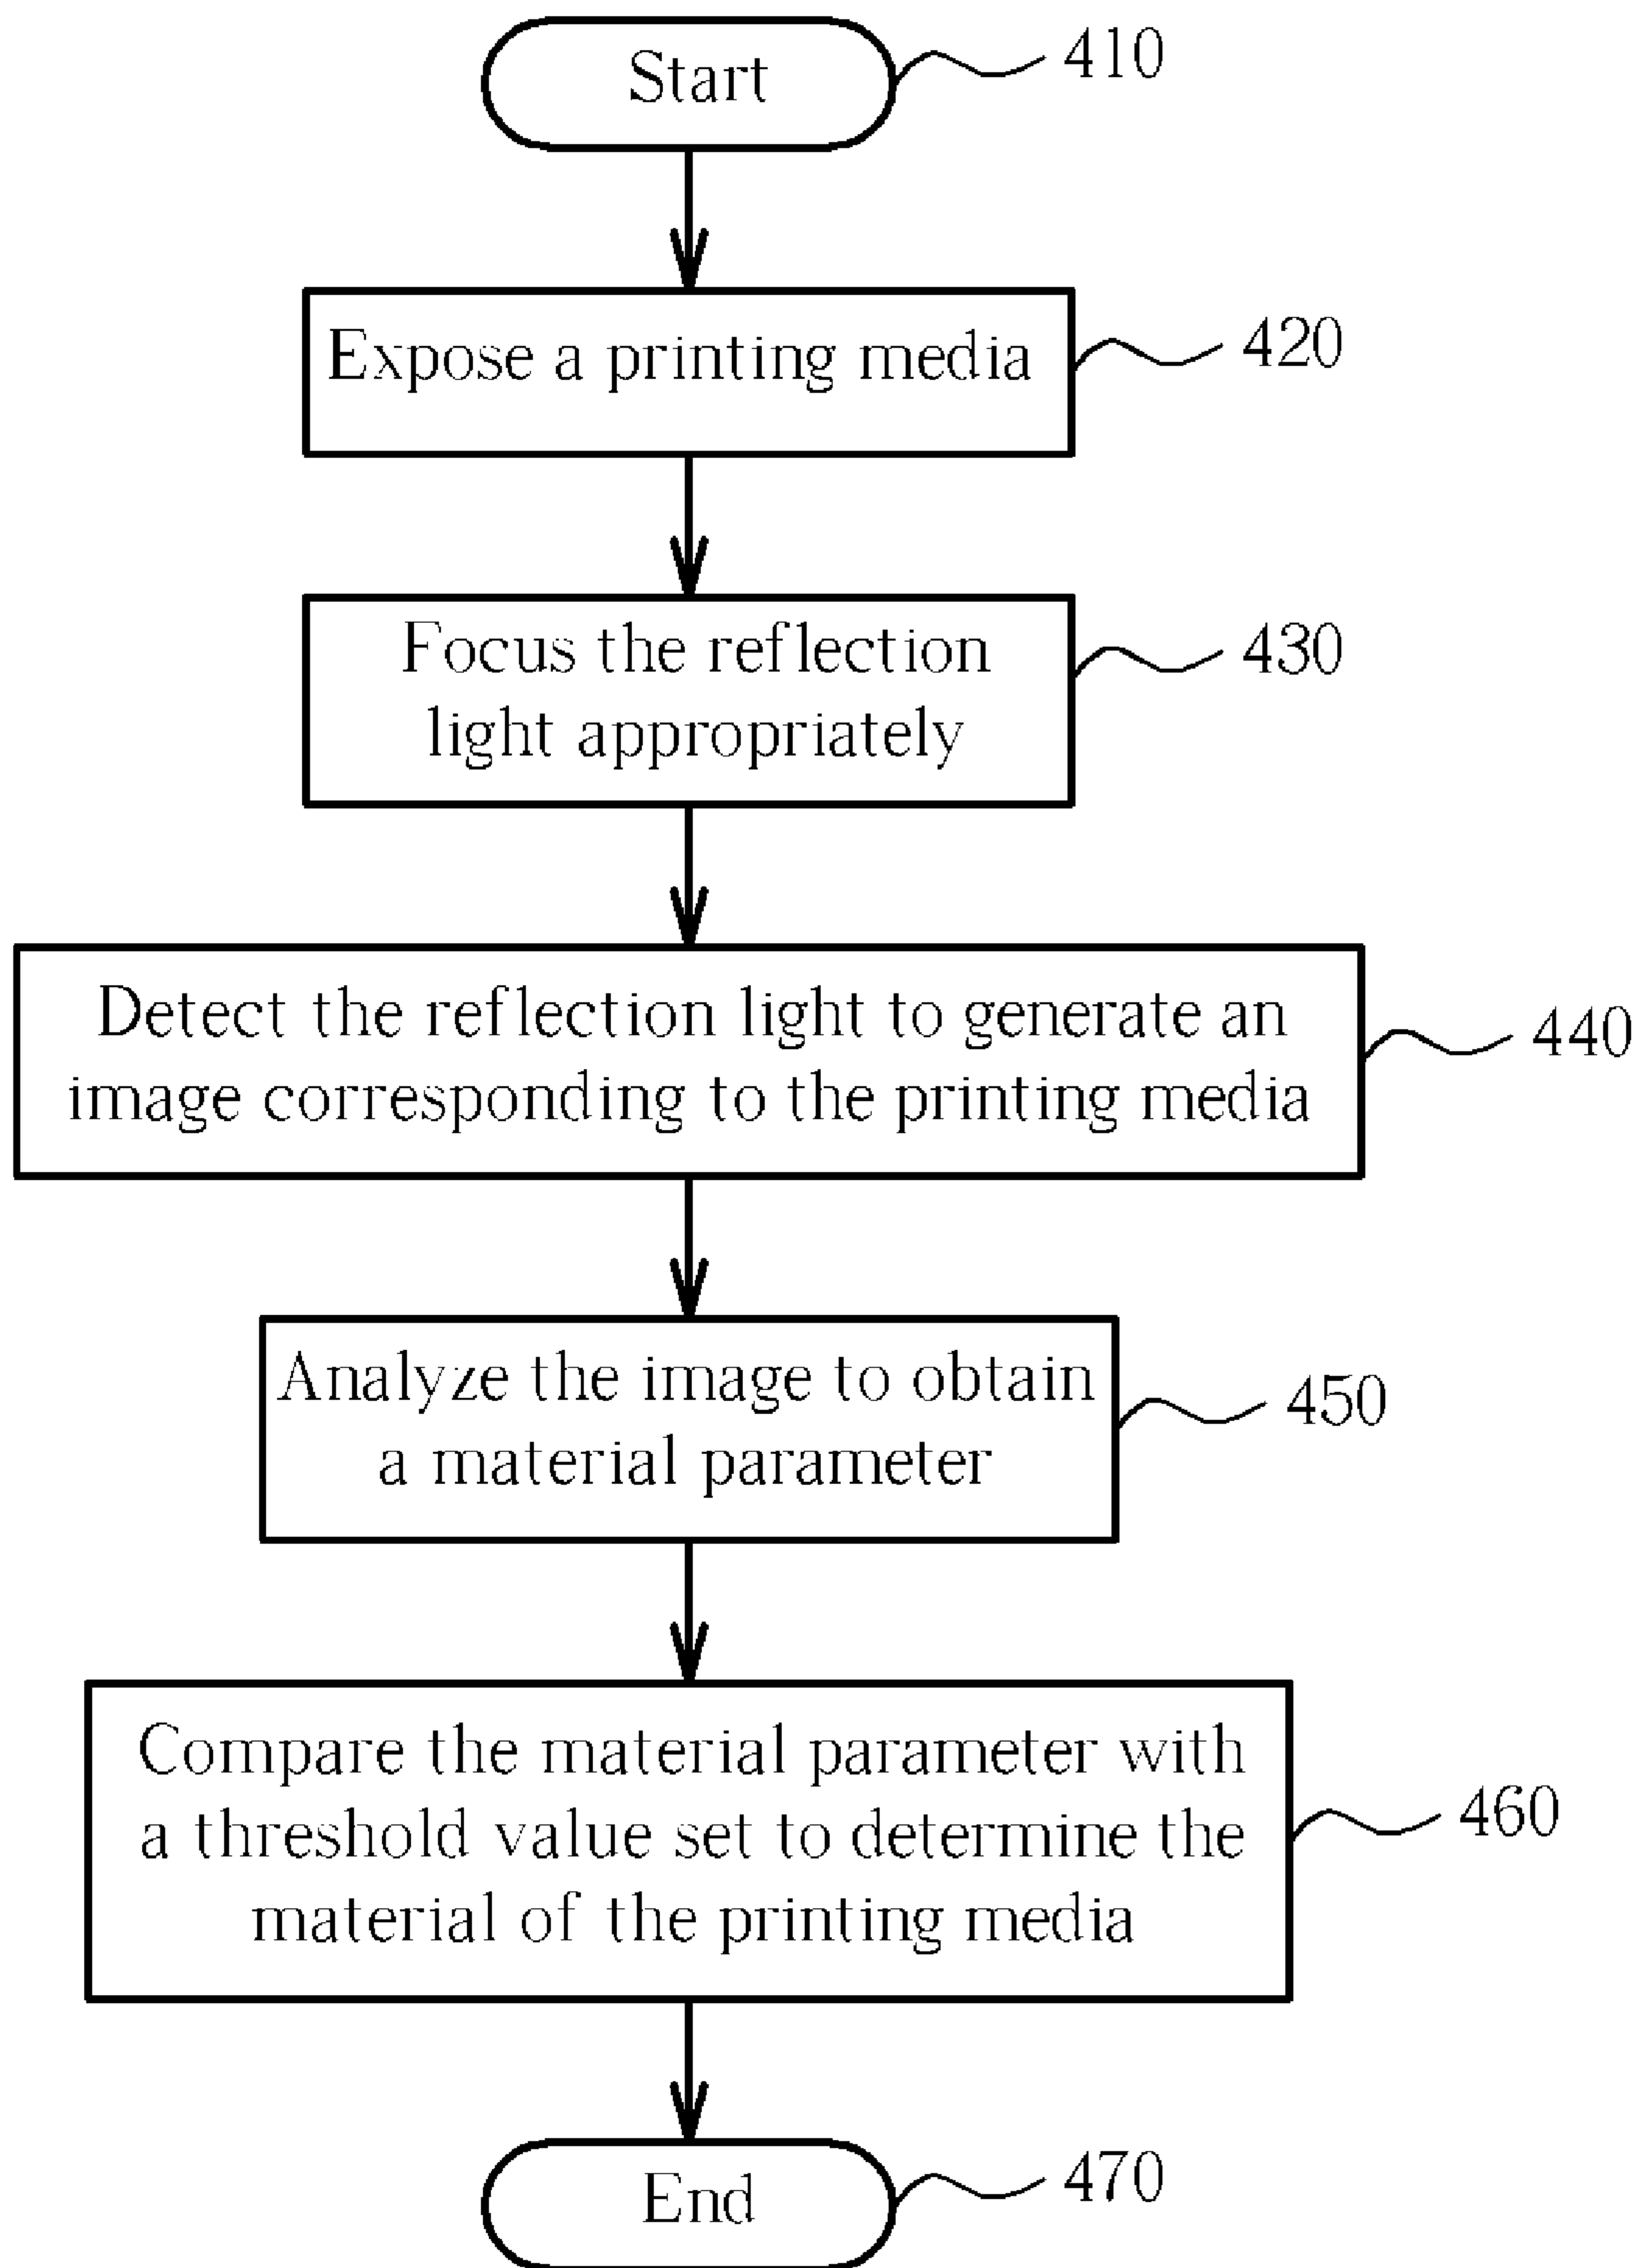 Start
410
Expose a printing media
420
Focus the reflection
light appropriately
430
Detect the reflection light to generate an
image corresponding to the printing media
440
Analyze the image to obtain
a material parameter
450
Compare the material parameter with
a threshold value set to determine the
material of the printing media
460
End
470